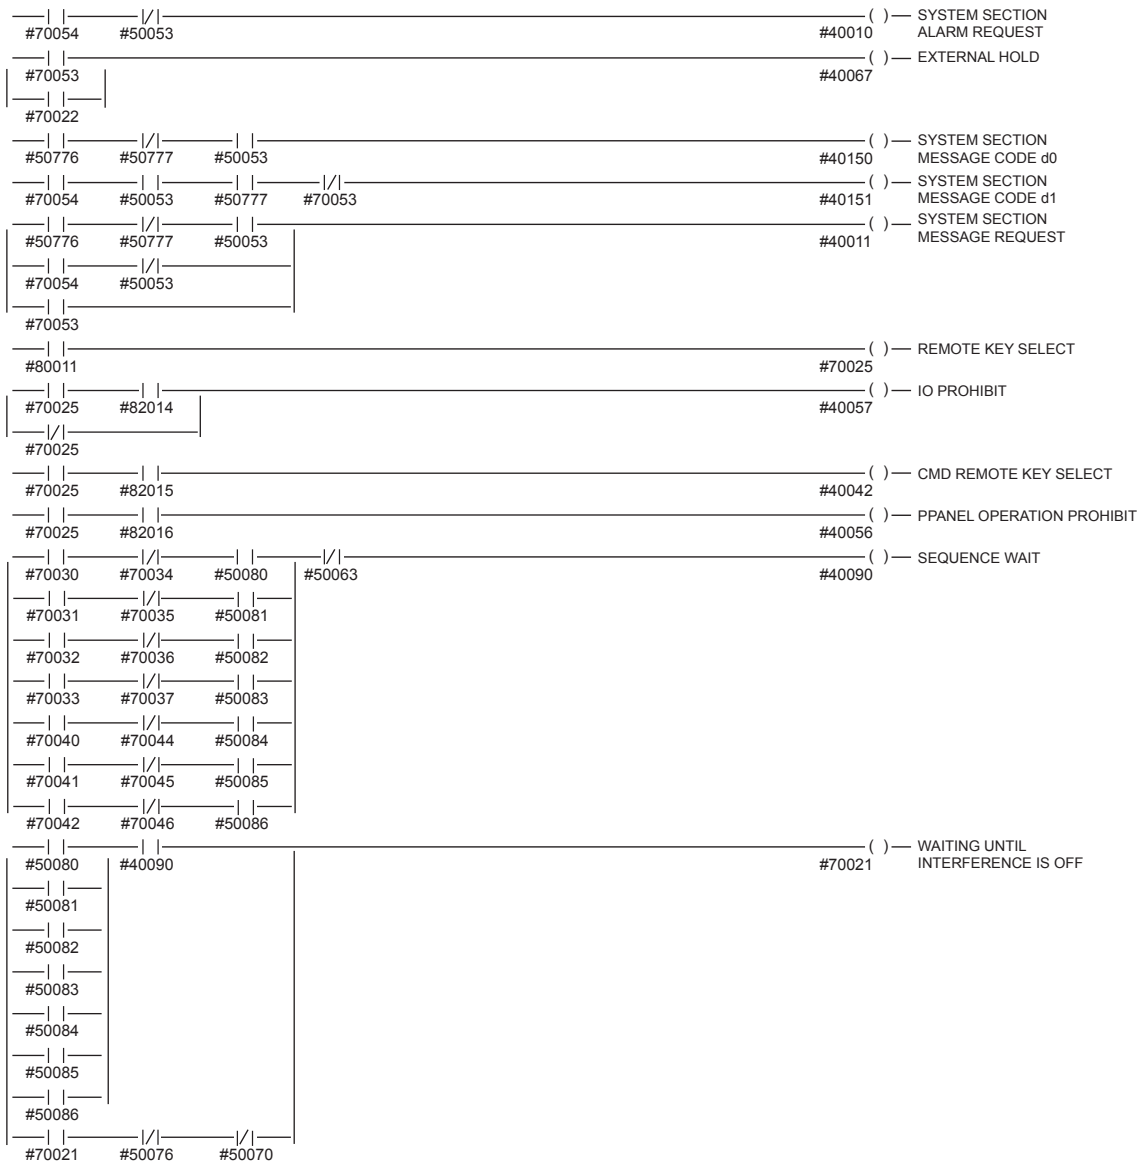 #70054 #50053 #40010 SYSTEM SECTION
ALARM REQUEST
#70053 #40067 EXTERNAL HOLD
#70022
#50776 #50777 #50053 #40150 SYSTEM SECTION
MESSAGE CODE d0
#70054 #50053 #50777 #70053 #40151 SYSTEM SECTION
MESSAGE CODE d1
#50776 #50777 #50053 #40011 SYSTEM SECTION
MESSAGE REQUEST
#70054 #50053
#70053
#80011 #70025 REMOTE KEY SELECT
#70025 #82014 #40057 IO PROHIBIT
#70025
#70025 #82015 #40042 CMD REMOTE KEY SELECT
#70025 #82016 #40056 PPANEL OPERATION PROHIBIT
#70030 #70034 #50080 #50063 #40090 SEQUENCE WAIT
#70031 #70035 #50081
#70032 #70036 #50082
#70033 #70037 #50083
#70040 #70044 #50084
#70041 #70045 #50085
#70042 #70046 #50086
#50080 #40090 #70021 WAITING UNTIL
INTERFERENCE IS OFF
#50081
#50082
#50083
#50084
#50085
#50086
#70021 #50076 #50070